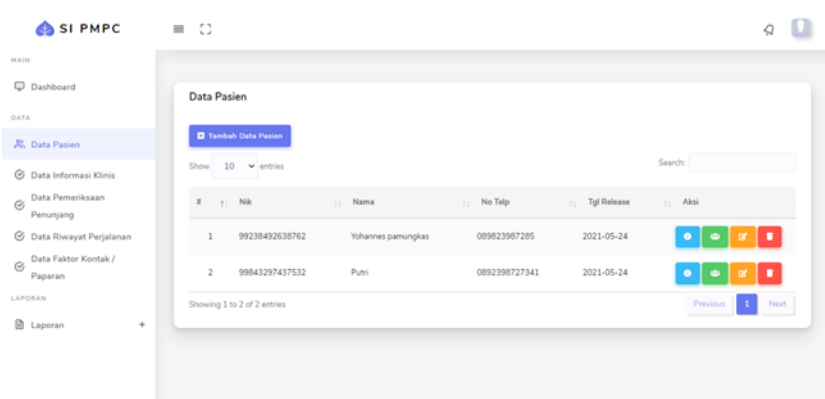 SI PMPC
MAIN
Dashboard
DATA
Data Pasien
Data Informasi Klinis
Data Pemeriksaan
Penunjang
Data Riwayat Perjalanan
Data Faktor Kontak /
Paparan
LAPORAN
Laporan +
Data Pasien
Tambah Data Pasien
Show 10 entries
Search:
# Nik Nama No Telp Tgl Release Aksi
1 99238492638762 Yohannes pamungkas 089823987285 2021-05-24
2 99843297437532 Putri 0892398727341 2021-05-24
Showing 1 to 2 of 2 entries
Previous 1 Next